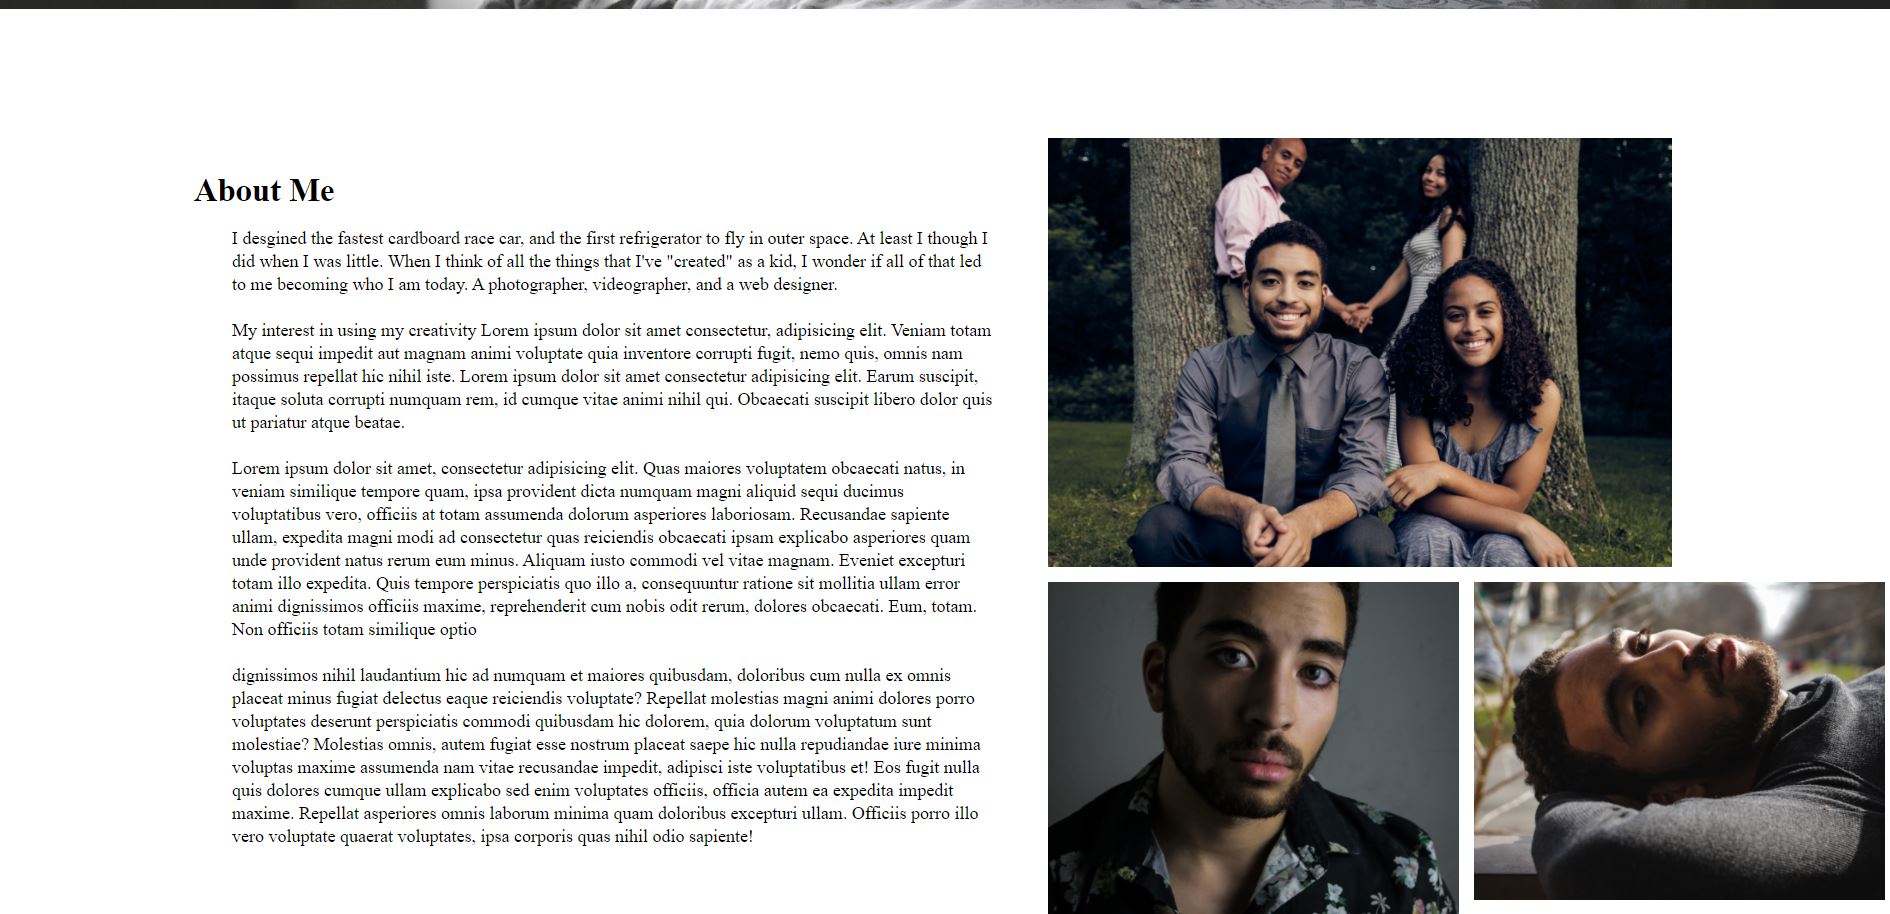 About Me
I desgined the fastest cardboard race car, and the first refrigerator to fly in outer space. At least I though I
did when I was little. When I think of all the things that I've "created" as a kid, I wonder if all of that led
to me becoming who I am today. A photographer, videographer, and a web designer.
My interest in using my creativity Lorem ipsum dolor sit amet consectetur, adipisicing elit. Veniam totam
atque sequi impedit aut magnam animi voluptate quia inventore corrupti fugit, nemo quis, omnis nam
possimus repellat hic nihil iste. Lorem ipsum dolor sit amet consectetur adipisicing elit. Earum suscipit,
itaque soluta corrupti numquam rem, id cumque vitae animi nihil qui. Obcaecati suscipit libero dolor quis
ut pariatur atque beatae.
Lorem ipsum dolor sit amet, consectetur adipisicing elit. Quas maiores voluptatem obcaecati natus, in
veniam similique tempore quam, ipsa provident dicta numquam magni aliquid sequi ducimus
voluptatibus vero, officiis at totam assumenda dolorum asperiores laboriosam. Recusandae sapiente
ullam, expedita magni modi ad consectetur quas reiciendis obcaecati ipsam explicabo asperiores quam
unde provident natus rerum eum minus. Aliquam iusto commodi vel vitae magnam. Eveniet excepturi
totam illo expedita. Quis tempore perspiciatis quo illo a, consequuntur ratione sit mollitia ullam error
animi dignissimos officiis maxime, reprehenderit cum nobis odit rerum, dolores obcaecati. Eum, totam.
Non officiis totam similique optio
dignissimos nihil laudantium hic ad numquam et maiores quibusdam, doloribus cum nulla ex omnis
placeat minus fugiat delectus eaque reiciendis voluptate? Repellat molestias magni animi dolores porro
voluptates deserunt perspiciatis commodi quibusdam hic dolorem, quia dolorum voluptatum sunt
molestiae? Molestias omnis, autem fugiat esse nostrum placeat saepe hic nulla repudiandae iure minima
voluptas maxime assumenda nam vitae recusandae impedit, adipisci iste voluptatibus et! Eos fugit nulla
quis dolores cumque ullam explicabo sed enim voluptates officiis, officia autem ea expedita impedit
maxime. Repellat asperiores omnis laborum minima quam doloribus excepturi ullam. Officiis porro illo
vero voluptate quaerat voluptates, ipsa corporis quas nihil odio sapiente!